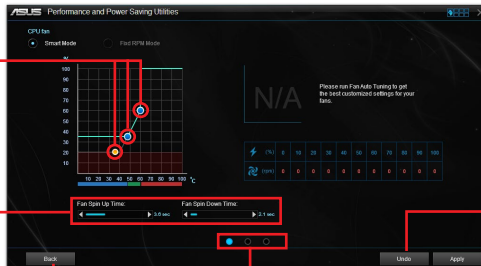 ASUS Performance and Power Saving Utilities
CPU fan
Smart Mode
Fixed RPM Mode
%
100
90
80
70
60
50
40
30
20
10
10 20 30 40 50 60 70 80 90 100 °C
N/A
Please run Fan Auto Tuning to get
the best customized settings for your
fans.
(%) 0 10 20 30 40 50 60 70 80 90 100
(rpm) 0 0 0 0 0 0 0 0 0 0 0
Fan Spin Up Time: Fan Spin Down Time:
3.6 sec 2.1 sec
Back Undo Apply